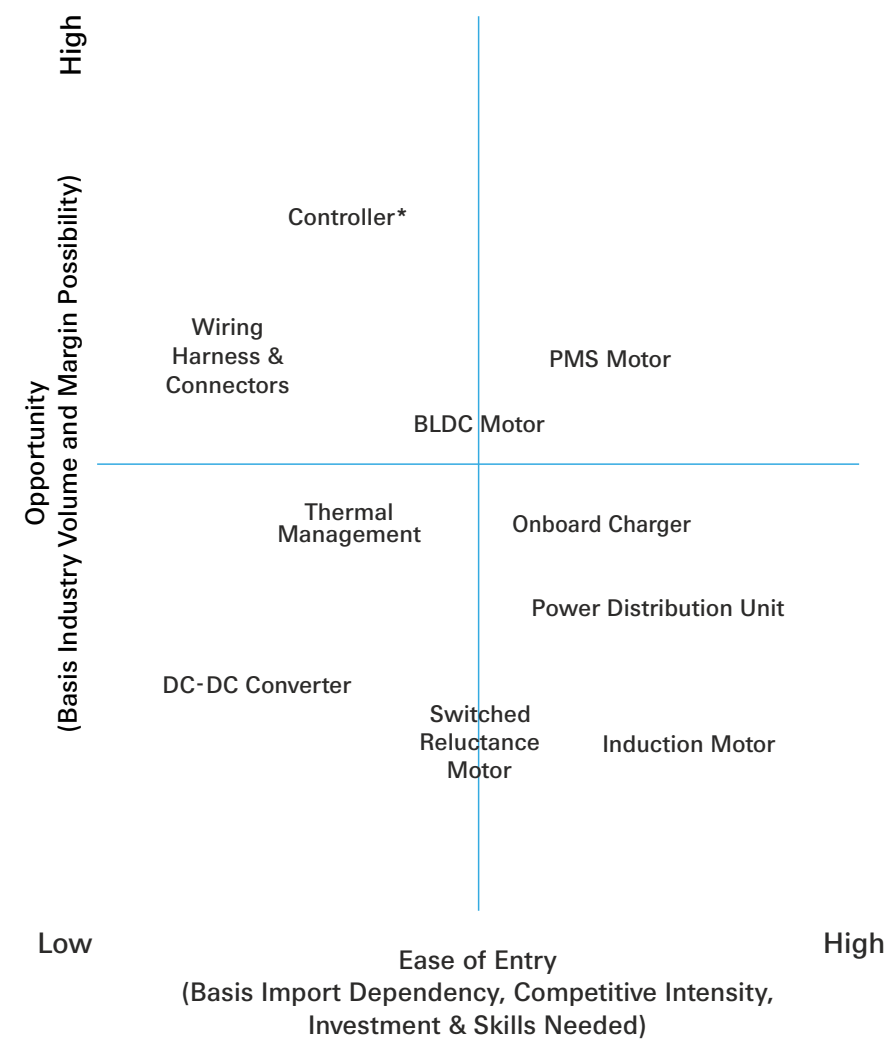 High
Opportunity
(Basis Industry Volume and Margin Possibility)
Controller*
Wiring
Harness &
Connectors
PMS Motor
BLDC Motor
Thermal
Management
Onboard Charger
Power Distribution Unit
DC-DC Converter
Switched
Reluctance
Motor
Induction Motor
Low
High
Ease of Entry
(Basis Import Dependency, Competitive Intensity,
Investment & Skills Needed)